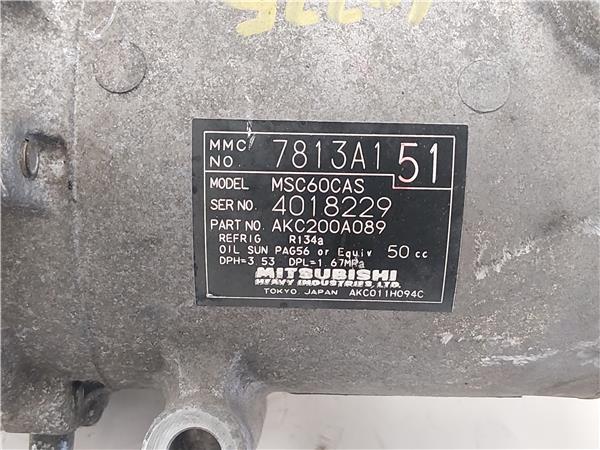 MMC NO. 7813A1 51
MODEL MSC60CAS
SER NO. 4018229
PART NO. AKC200A089
REFRIG R134a
OIL SUN PAG56 or Equiv 50 cc
DPH=3.53 DPL=1.67MPa
MITSUBISHI
HEAVY INDUSTRIES, LTD.
TOKYO JAPAN AKC011H094C